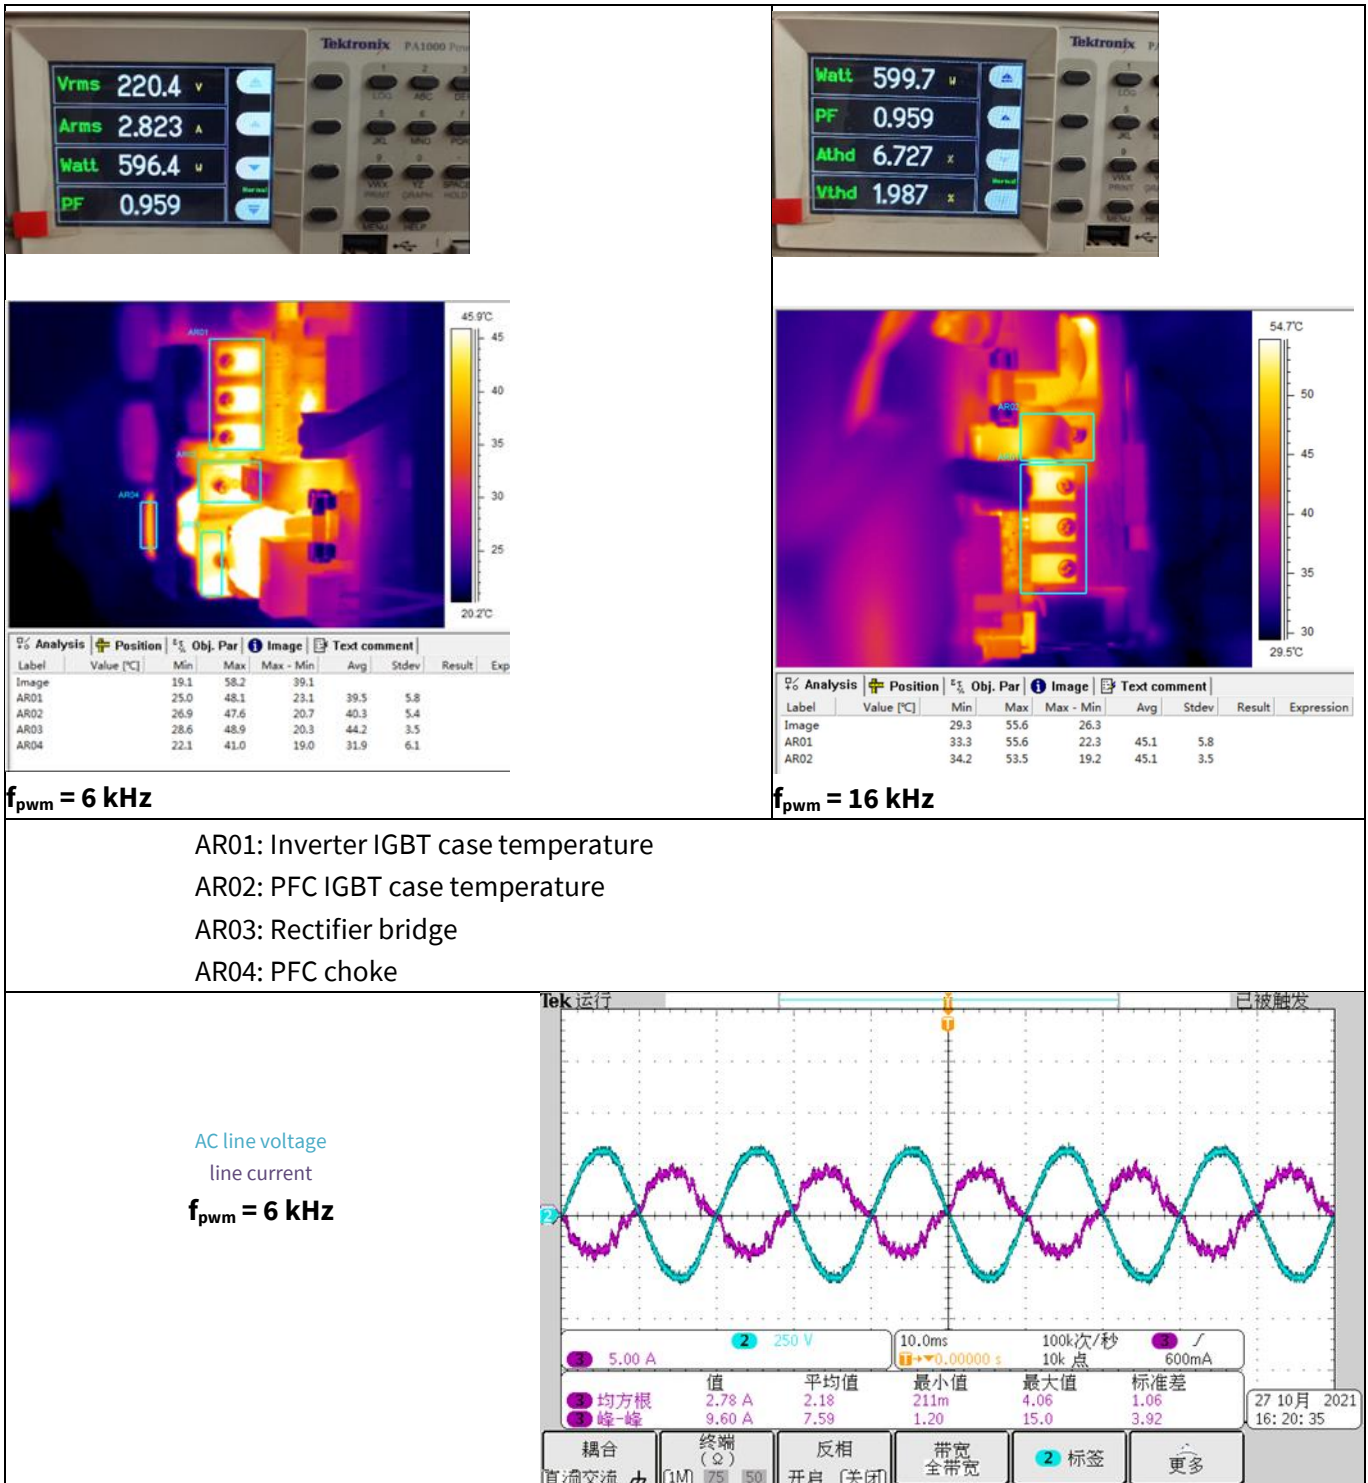 Tektronix PA1000
Vrms 220.4 V
Arms 2.823 A
Watt 596.4 W
PF 0.959
Normal
MENU HELP
Tektronix
Watt 599.7 W
PF 0.959
Athd 6.727 %
Vthd 1.987 %
Normal
AR01
AR04
45.9°C
45
40
35
30
25
20.2°C
Analysis Position Obj. Par Image Text comment
Label Value [°C] Min Max Max - Min Avg Stdev Result Exp
Image 19.1 58.2 39.1
AR01 25.0 48.1 23.1 39.5 5.8
AR02 26.9 47.6 20.7 40.3 5.4
AR03 28.6 48.9 20.3 44.2 3.5
AR04 22.1 41.0 19.0 31.9 6.1
fpwm = 6 kHz
AR02
54.7°C
50
45
40
35
30
29.5°C
Analysis Position Obj. Par Image Text comment
Label Value [°C] Min Max Max - Min Avg Stdev Result Expression
Image 29.3 55.6 26.3
AR01 33.3 55.6 22.3 45.1 5.8
AR02 34.2 53.5 19.2 45.1 3.5
fpwm = 16 kHz
AR01: Inverter IGBT case temperature
AR02: PFC IGBT case temperature
AR03: Rectifier bridge
AR04: PFC choke
AC line voltage
line current
fpwm = 6 kHz
Tek 运行 已被触发
T
T
2
2 250 V
3 5.00 A
10.0ms 100k次/秒 3
T→▼0.00000 s 10k 点 600mA
值 平均值 最小值 最大值 标准差
3 均方根 2.78 A 2.18 211m 4.06 1.06
3 峰-峰 9.60 A 7.59 1.20 15.0 3.92
27 10月 2021
16:20:35
耦合 终端 反相 带宽 2 标签 更多
(Ω) 全带宽
直流 交流 1M 75 50 开启 关闭